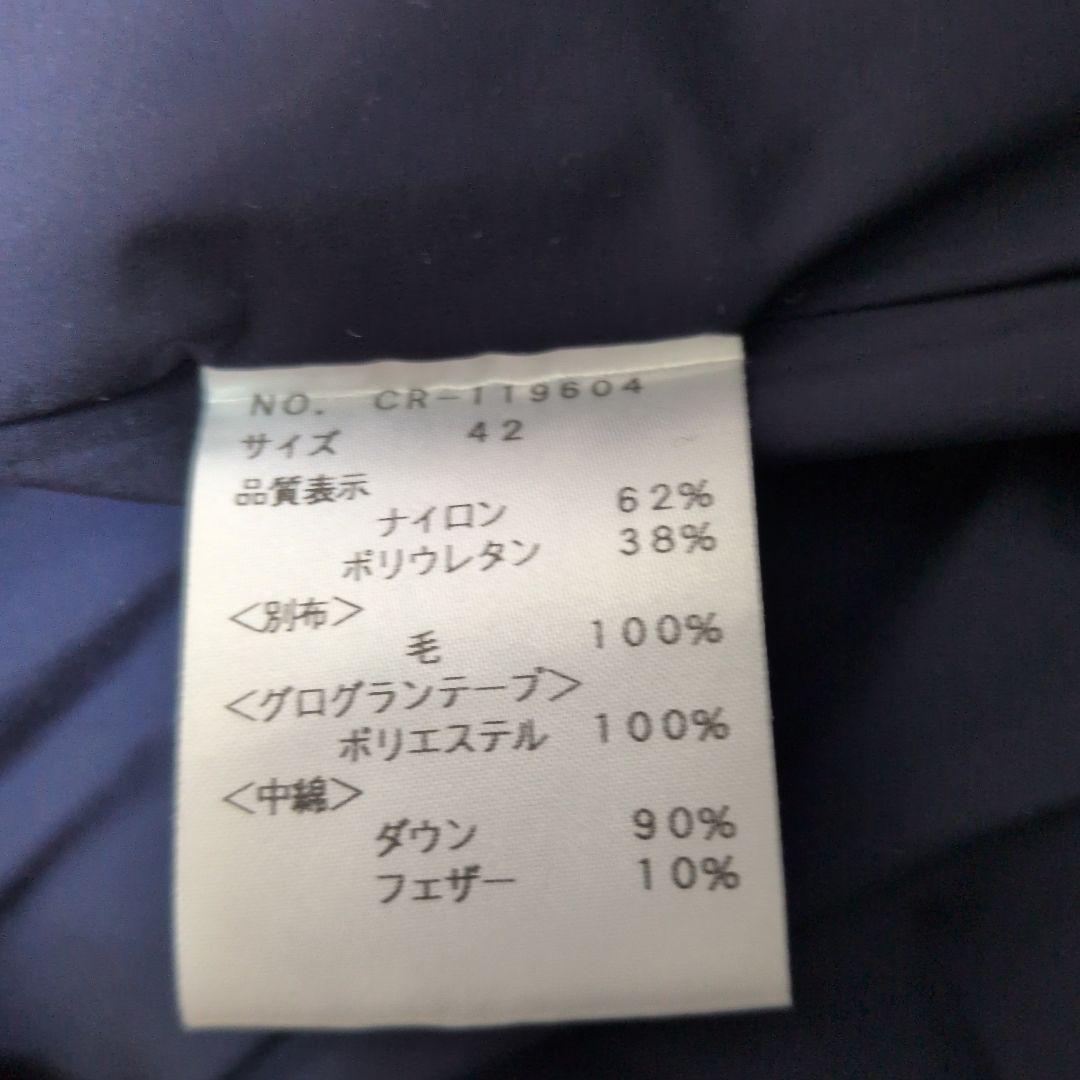 NO. CR-119604
サイズ 42
品質表示
ナイロン 62%
ポリウレタン 38%
<別布>
毛 100%
<グログランテープ>
ポリエステル 100%
<中綿>
ダウン 90%
フェザー 10%